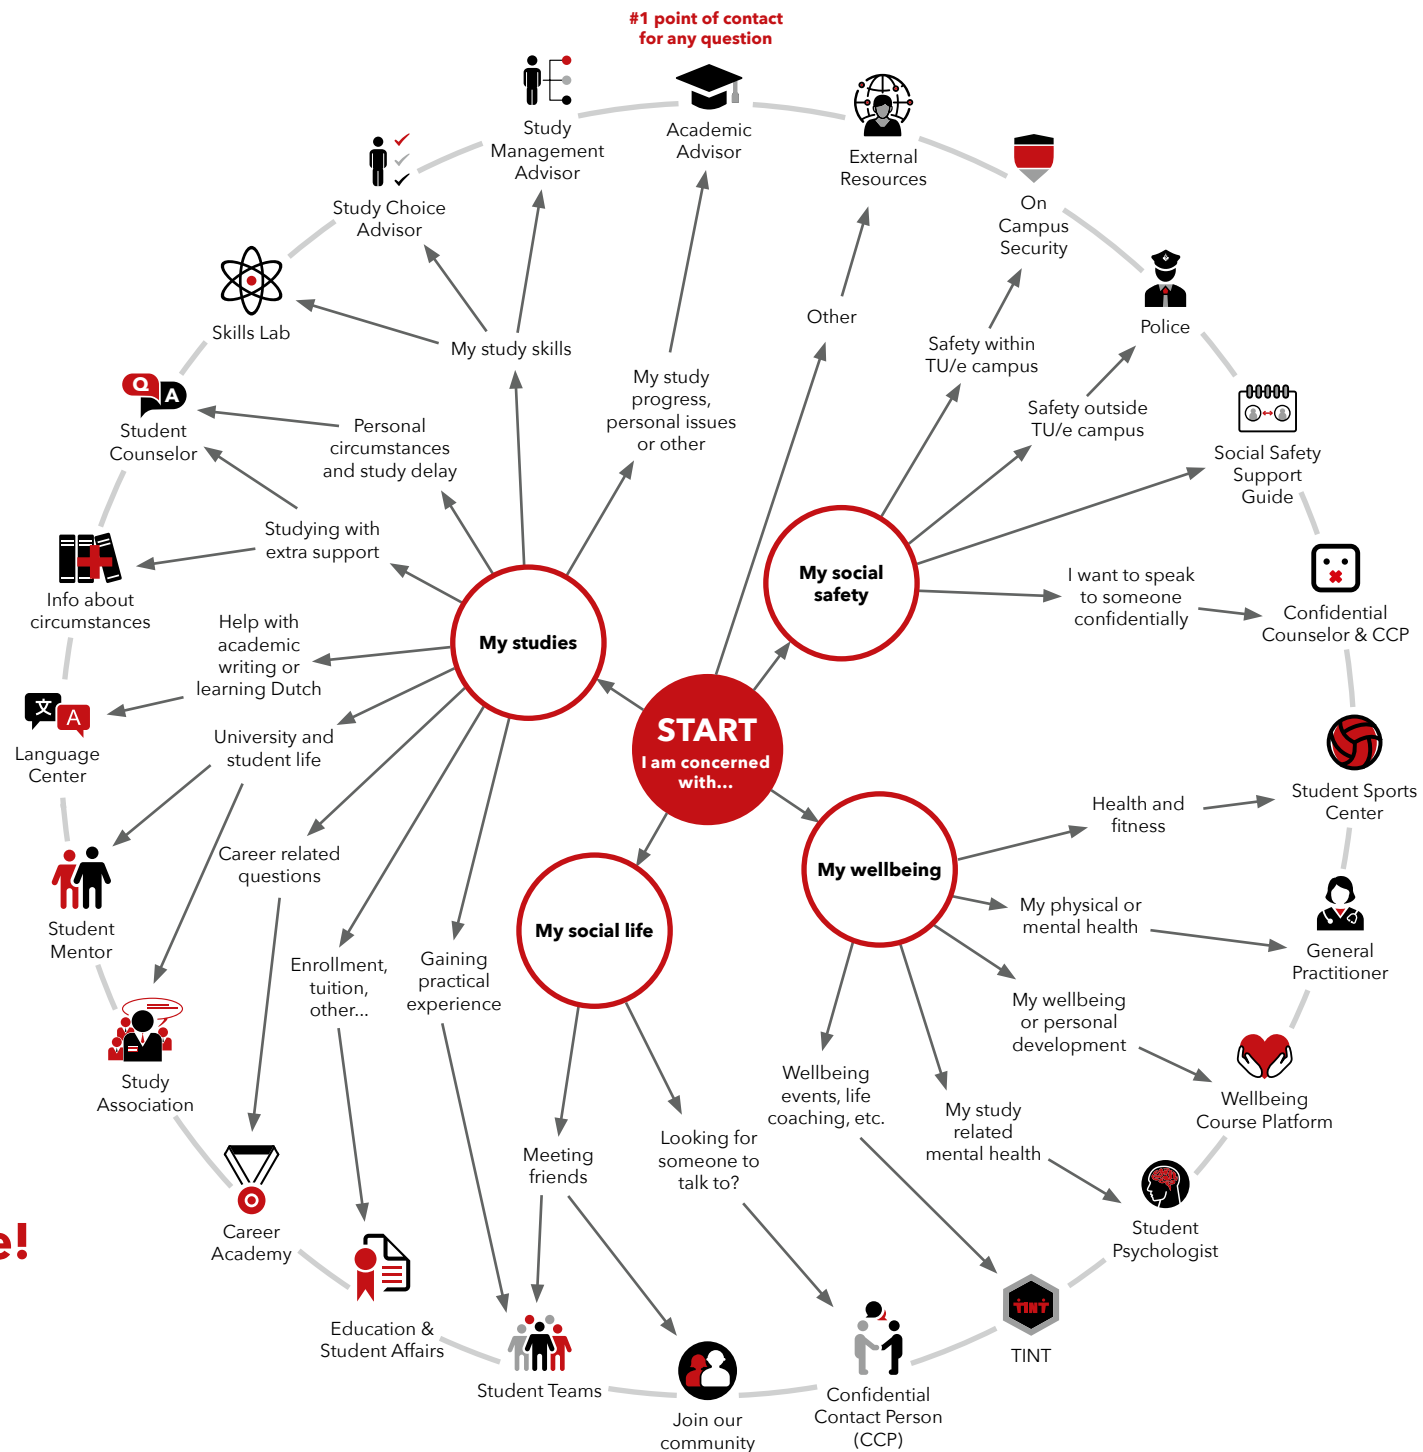 #1 point of contact
for any question
Academic
Advisor
External
Resources
On
Campus
Security
Police
Social Safety
Support
Guide
Confidential
Counselor & CCP
Student Sports
Center
General
Practitioner
Wellbeing
Course Platform
Student
Psychologist
TINT
TINT
Confidential
Contact Person
(CCP)
Join our
community
Student Teams
Education &
Student Affairs
Career
Academy
Study
Association
Student
Mentor
Language
Center
文
A
Info about
circumstances
Student
Counselor
Q
A
Skills Lab
Study Choice
Advisor
Study
Management
Advisor
START
I am concerned
with...
My studies
My study skills
My study
progress,
personal issues
or other
Personal
circumstances
and study delay
Studying with
extra support
Help with
academic
writing or
learning Dutch
University and
student life
Career related
questions
Enrollment,
tuition,
other...
Gaining
practical
experience
Other
My social
safety
Safety within
TU/e campus
Safety outside
TU/e campus
I want to speak
to someone
confidentially
My wellbeing
Health and
fitness
My physical or
mental health
My wellbeing
or personal
development
My study
related
mental health
Wellbeing
events, life
coaching, etc.
My social life
Meeting
friends
Looking for
someone to
talk to?
e!